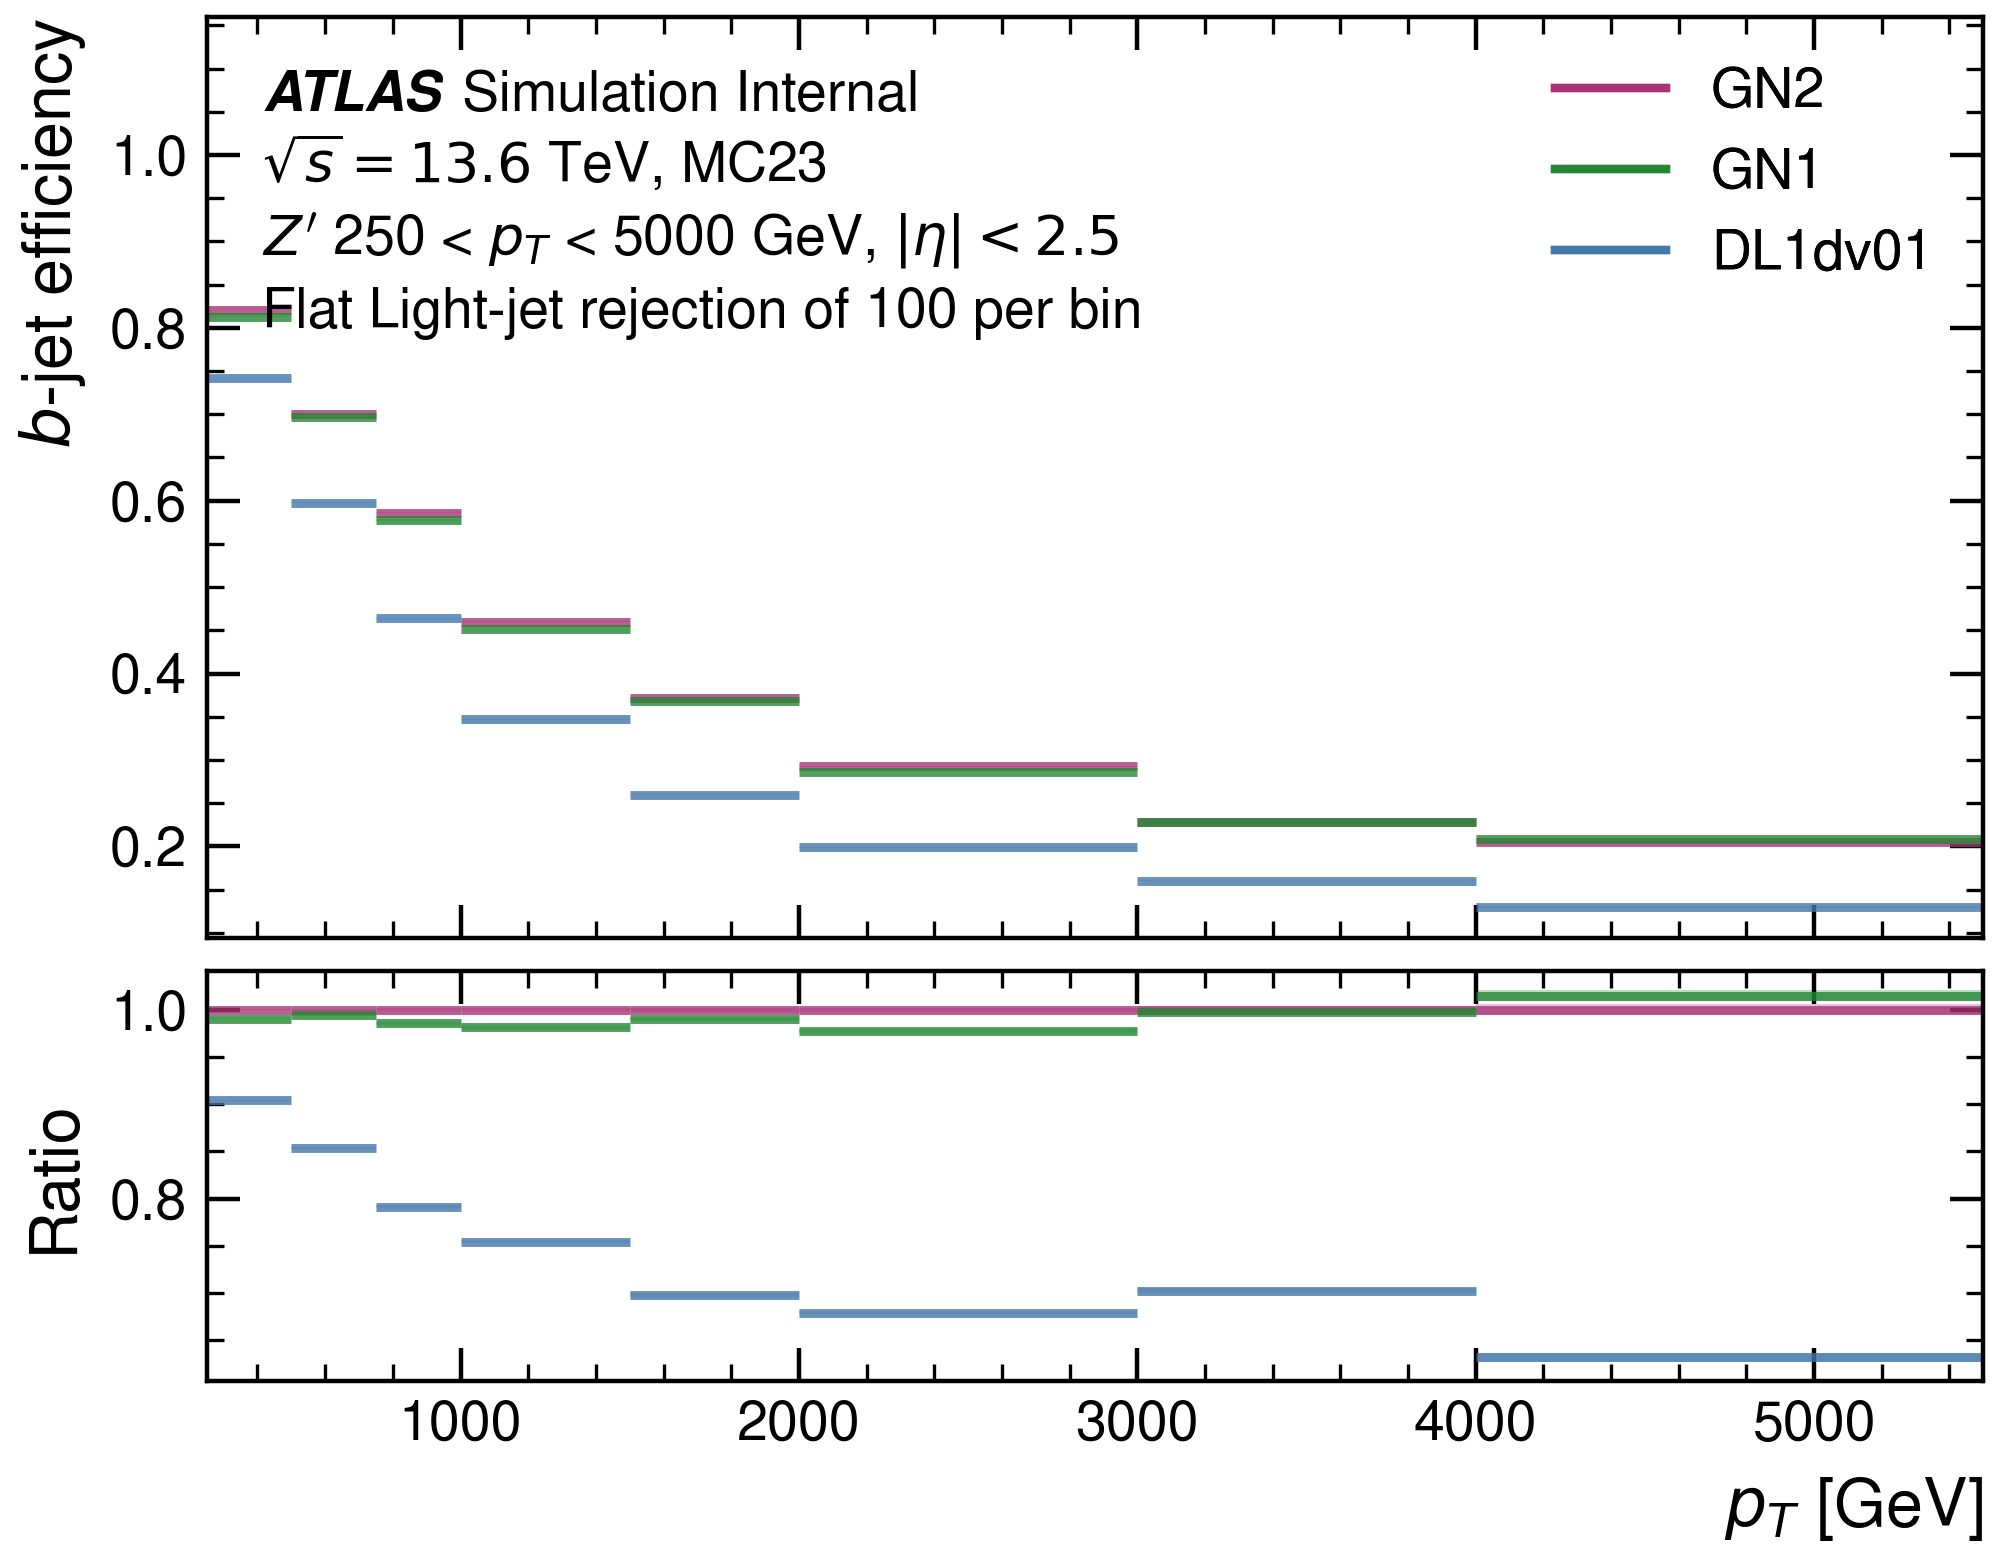 b-jet efficiency
ATLAS Simulation Internal
√s = 13.6 TeV, MC23
Z′ 250 < pT < 5000 GeV, |η| < 2.5
Flat Light-jet rejection of 100 per bin
GN2
GN1
DL1dv01
1.0
0.8
0.6
0.4
0.2
Ratio
1.0
0.8
1000 2000 3000 4000 5000
pT [GeV]